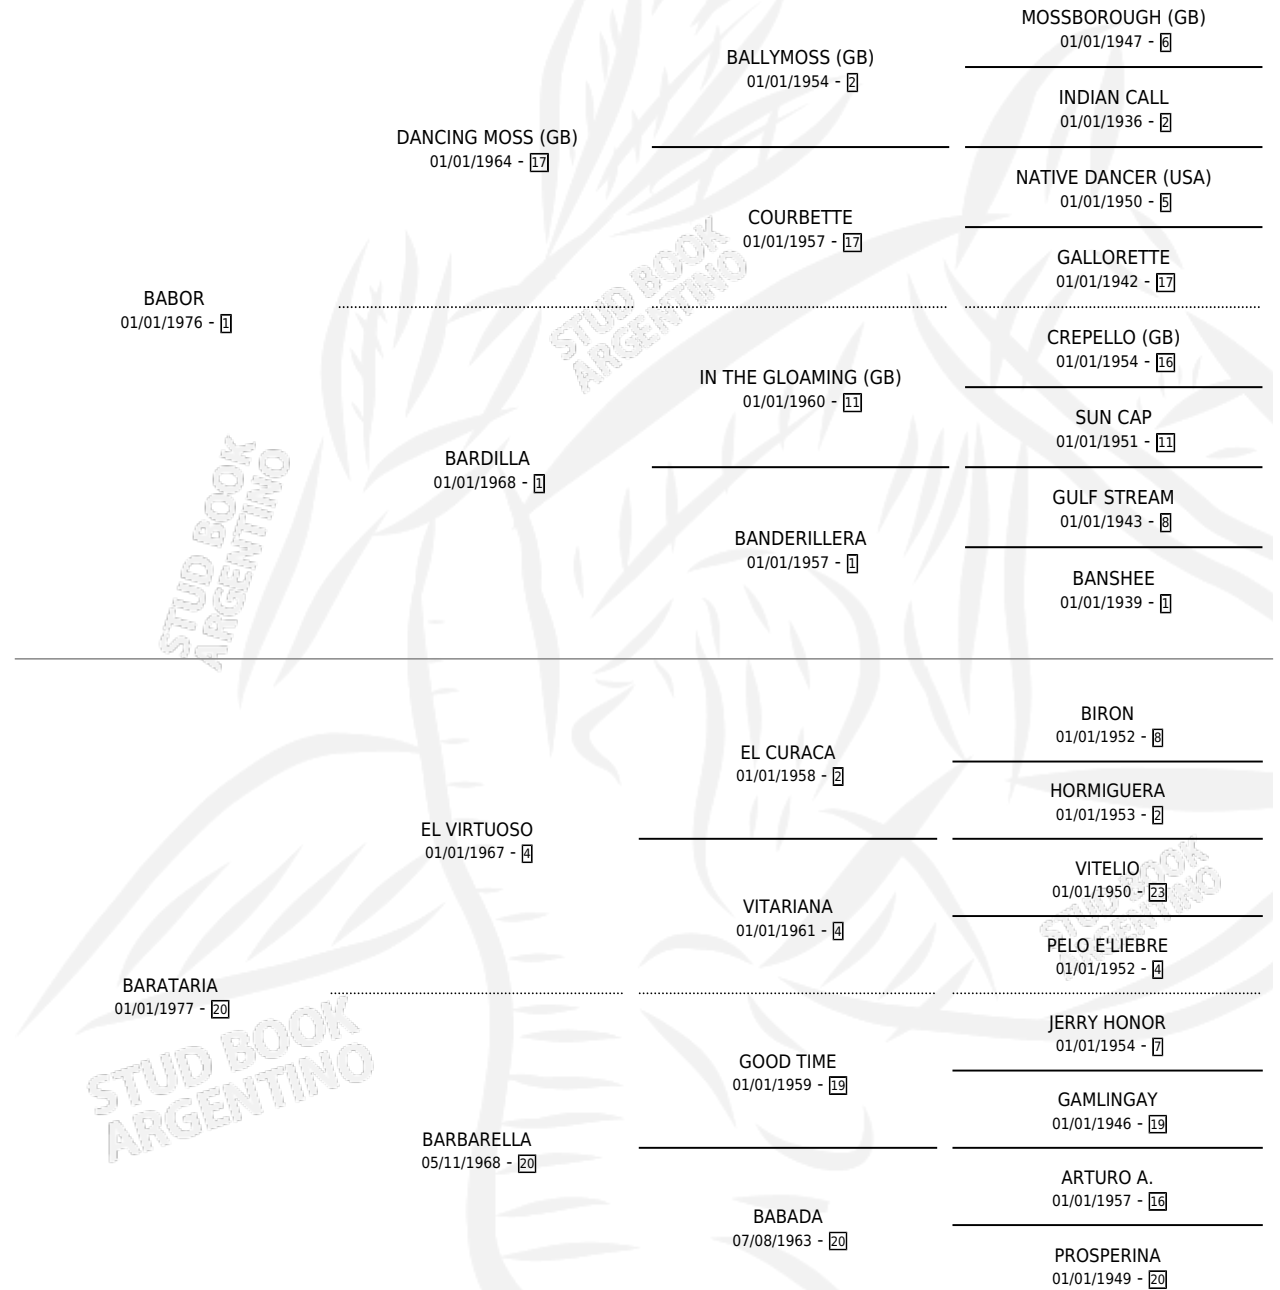 MOSSBOROUGH (GB)
01/01/1947 - 6
BALLYMOSS (GB)
01/01/1954 - 2
INDIAN CALL
01/01/1936 - 2
DANCING MOSS (GB)
01/01/1964 - 17
NATIVE DANCER (USA)
01/01/1950 - 5
COURBETTE
01/01/1957 - 17
GALLORETTE
01/01/1942 - 17
BABOR
01/01/1976 - 1
STUD BOOK
ARGENTINO
CREPELLO (GB)
01/01/1954 - 16
IN THE GLOAMING (GB)
01/01/1960 - 11
SUN CAP
01/01/1951 - 11
BARDILLA
01/01/1968 - 1
GULF STREAM
01/01/1943 - 8
BANDERILLERA
01/01/1957 - 1
BANSHEE
01/01/1939 - 1
STUD BOOK
ARGENTINO
BIRON
01/01/1952 - 8
EL CURACA
01/01/1958 - 2
HORMIGUERA
01/01/1953 - 2
EL VIRTUOSO
01/01/1967 - 4
VITELIO
01/01/1950 - 23
VITARIANA
01/01/1961 - 4
PELO E'LIEBRE
01/01/1952 - 4
STUD BOOK
ARGENTINO
BARATARIA
01/01/1977 - 20
JERRY HONOR
01/01/1954 - 7
GOOD TIME
01/01/1959 - 19
GAMLINGAY
01/01/1946 - 19
STUD BOOK
ARGENTINO
BARBARELLA
05/11/1968 - 20
ARTURO A.
01/01/1957 - 16
BABADA
07/08/1963 - 20
PROSPERINA
01/01/1949 - 20